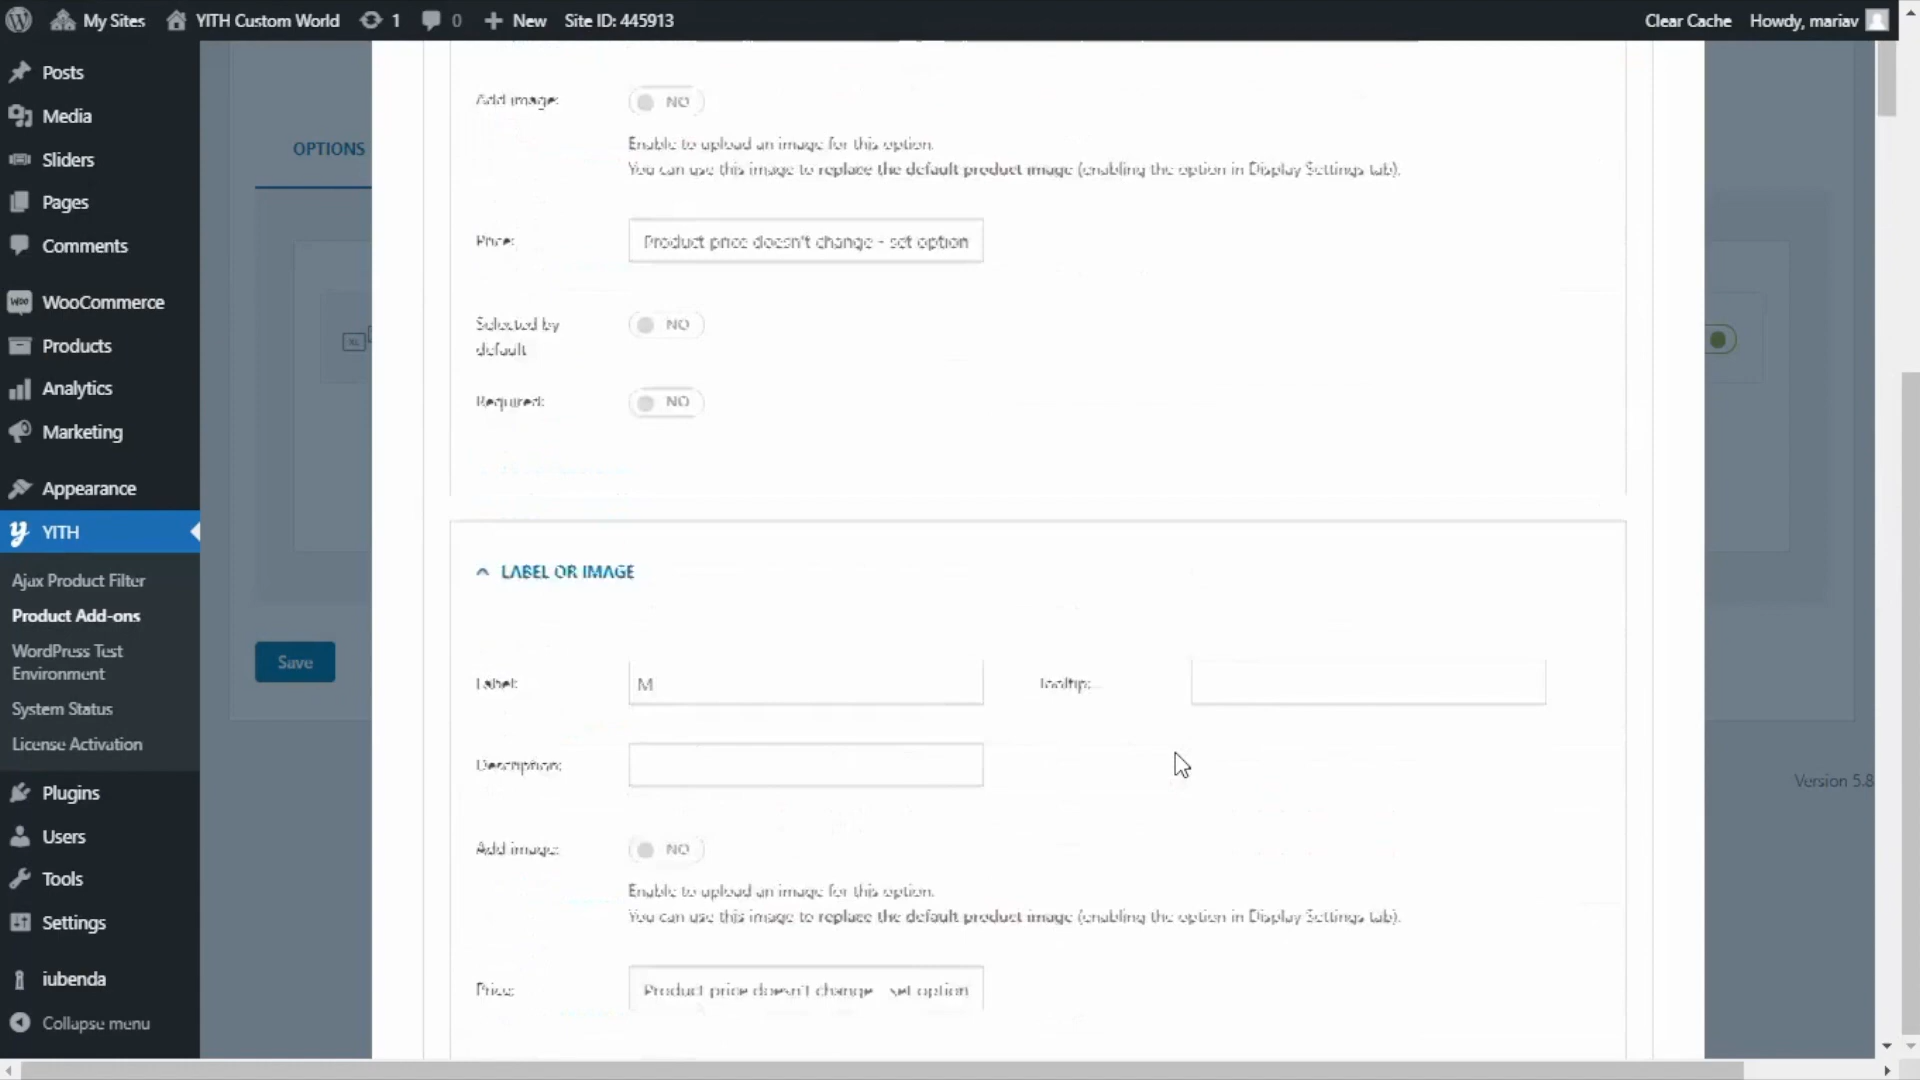 My Sites
YITH Custom World
1
0
New
Site ID: 445913
Clear Cache
Howdy, mariav
Posts
Media
Sliders
Pages
Comments
WooCommerce
Products
Analytics
Marketing
Appearance
YITH
Ajax Product Filter
Product Add-ons
WordPress Test
Environment
System Status
License Activation
Plugins
Users
Tools
Settings
iubenda
Collapse menu
OPTIONS
XL
Save
Add image:
NO
Enable to upload an image for this option.
You can use this image to replace the default product image (enabling the option in Display Settings tab).
Price:
Product price doesn't change - set option
Selected by
default
NO
Required:
NO
LABEL OR IMAGE
Label:
M
Tooltip:
Description:
Add image:
NO
Enable to upload an image for this option.
You can use this image to replace the default product image (enabling the option in Display Settings tab).
Price:
Product price doesn't change - set option
Version 5.8